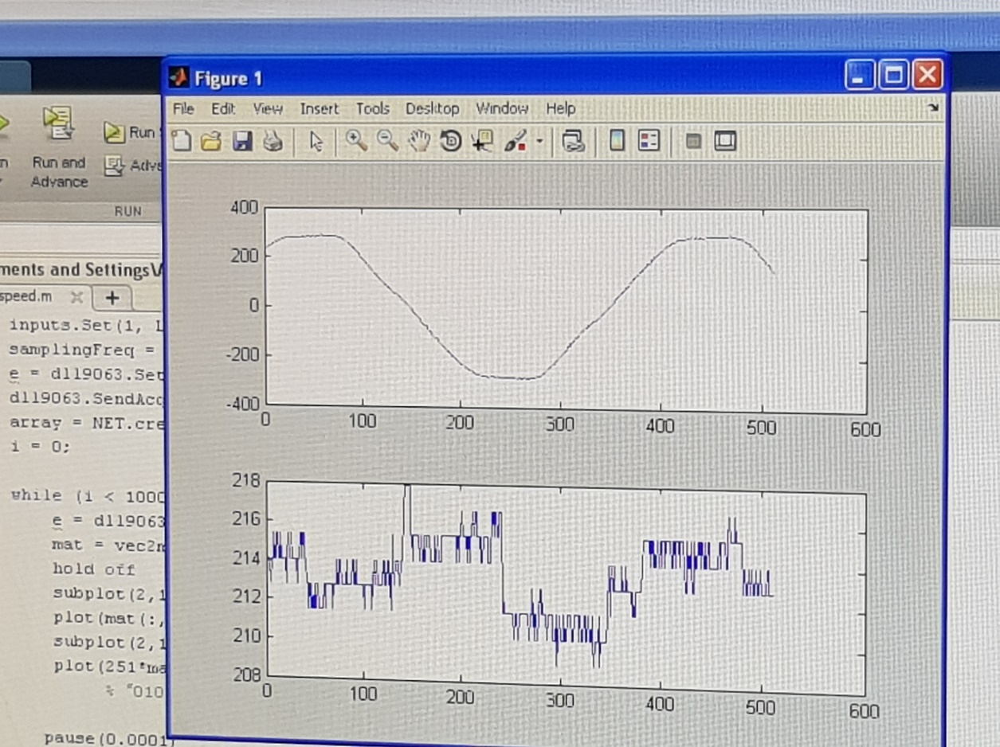 Figure 1
File Edit View Insert Tools Desktop Window Help
Run
Run and
Advance
RUN
ments and Settings\
speed.m
+
inputs.Set(1,
samplingFreq =
e = dll9063.Set
dll9063.SendAcq
array = NET.cre
i = 0;
while (i < 1000
e = dll9063
mat = vec2m
hold off
subplot(2,1
plot(mat(:,
subplot(2,1
plot(251*ma
% "010
pause(0.0001
400
200
0
-200
-400
0 100 200 300 400 500 600
218
216
214
212
210
208
0 100 200 300 400 500 600